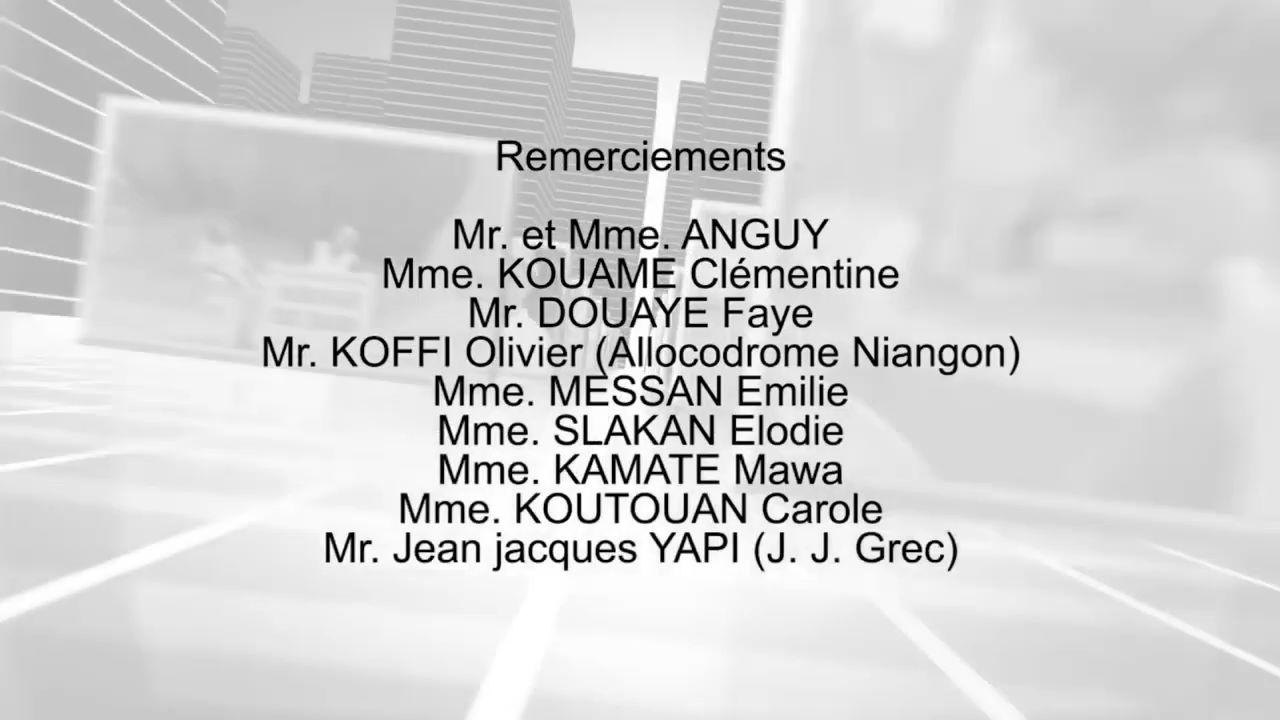 Remerciements
Mr. et Mme. ANGUY
Mme. KOUAME Clémentine
Mr. DOUAYE Faye
Mr. KOFFI Olivier (Allocodrome Niangon)
Mme. MESSAN Emilie
Mme. SLAKAN Elodie
Mme. KAMATE Mawa
Mme. KOUTOUAN Carole
Mr. Jean jacques YAPI (J. J. Grec)